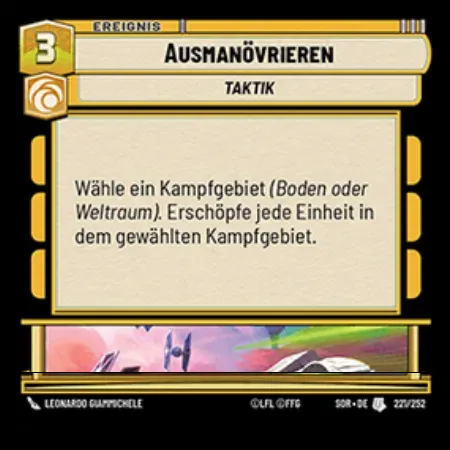 EREIGNIS
3
AUSMANÖVRIEREN
TAKTIK
Wähle ein Kampfgebiet (Boden oder
Weltraum). Erschöpfe jede Einheit in
dem gewählten Kampfgebiet.
LEONARDO GIAMMICHELE ©LFL ©FFG SOR • DE 221/252